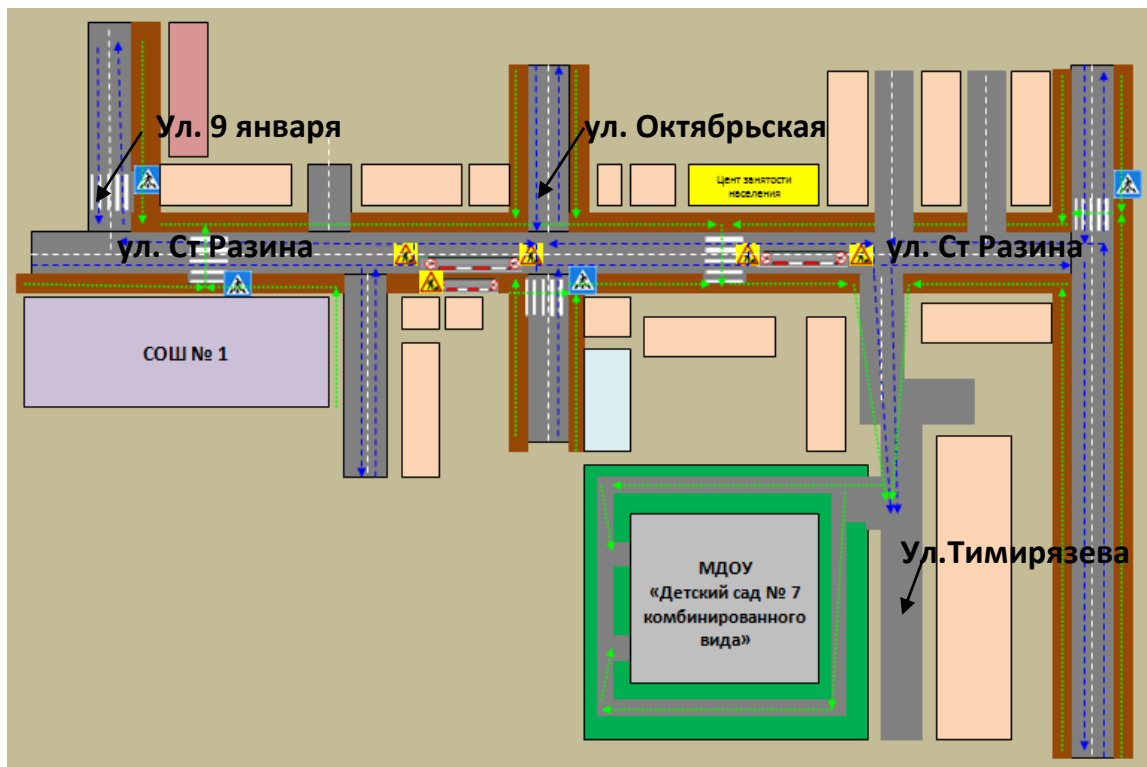 Ул. 9 января
ул. Октябрьская
Цент занятости
населения
ул. Ст Разина
ул. Ст Разина
СОШ № 1
Ул.Тимирязева
МДОУ
«Детский сад № 7
комбинированного
вида»